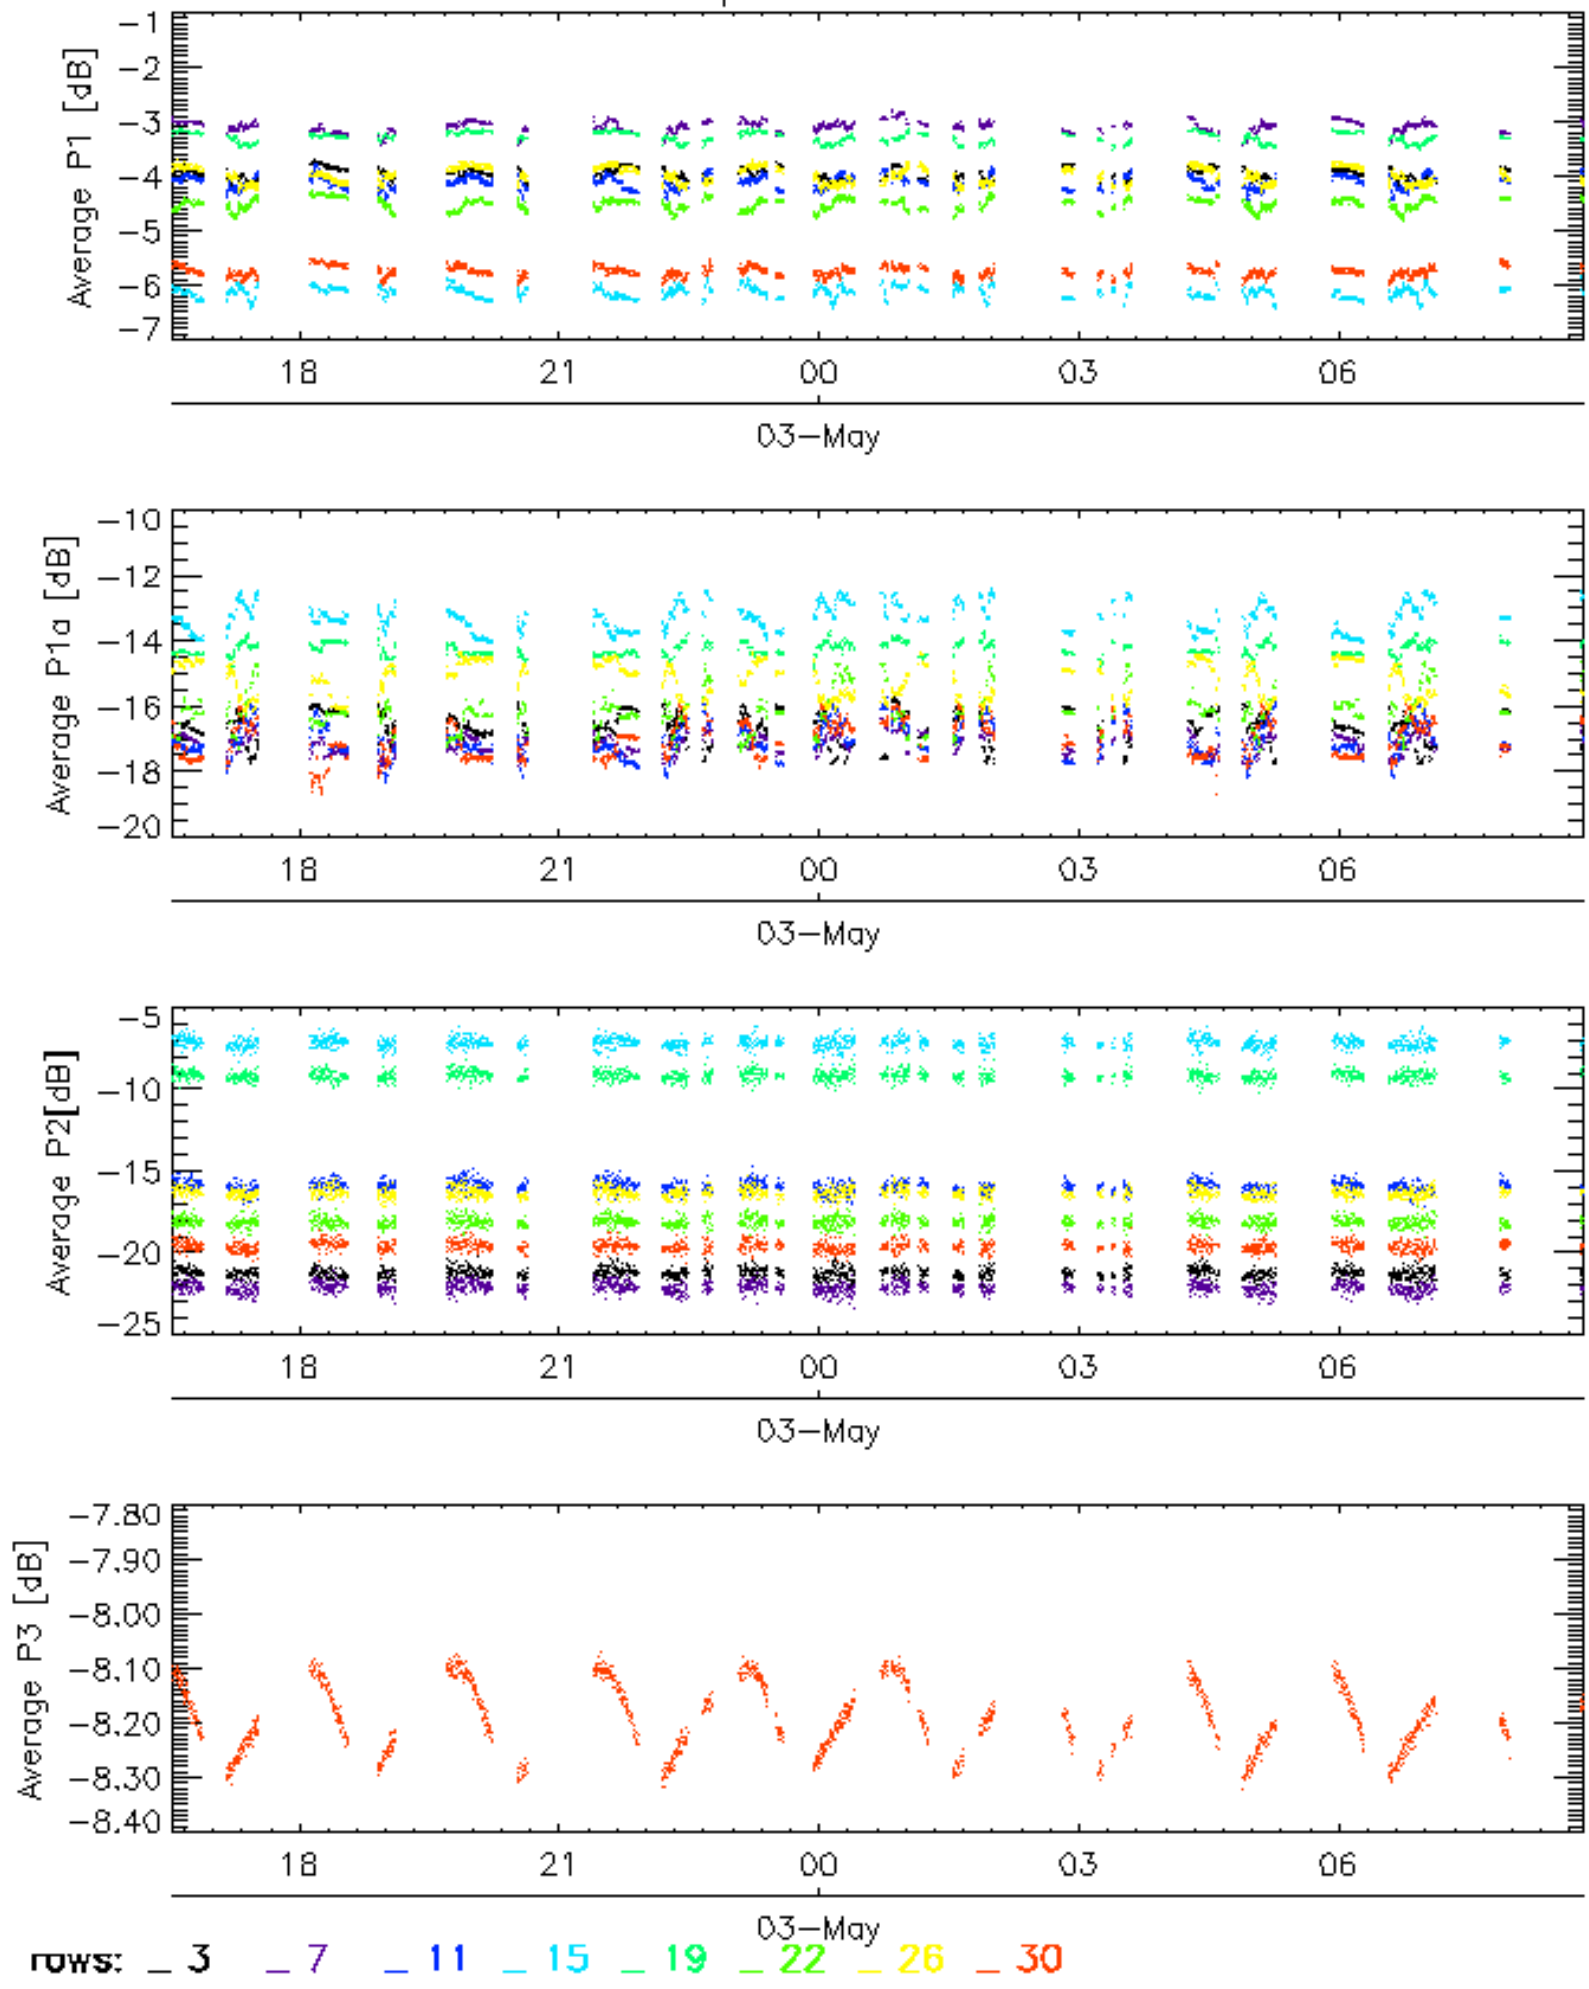 Average P1 [dB]
-1
-2
-3
-4
-5
-6
-7
18 21 00 03 06
03-May
Average P1a [dB]
-10
-12
-14
-16
-18
-20
18 21 00 03 06
03-May
Average P2[dB]
-5
-10
-15
-20
-25
18 21 00 03 06
03-May
Average P3 [dB]
-7.80
-7.90
-8.00
-8.10
-8.20
-8.30
-8.40
18 21 00 03 06
03-May
rows: _ 3 _ 7 _ 11 _ 15 _ 19 _ 22 _ 26 _ 30